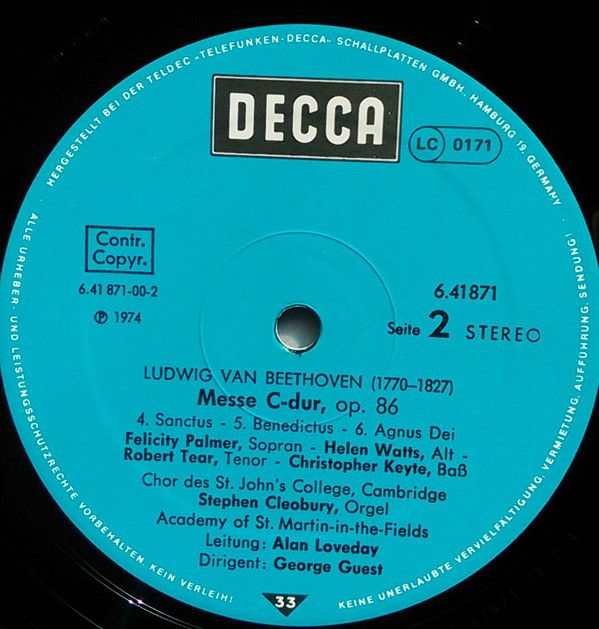 HERGESTELLT BEI DER TELDEC „TELEFUNKEN-DECCA" SCHALLPLATTEN GMBH. HAMBURG 19. GERMANY
DECCA
LC 0171
Contr.
Copyr.
6.41 871-00-2
℗ 1974
6.41871
Seite 2 STEREO
LUDWIG VAN BEETHOVEN (1770–1827)
Messe C-dur, op. 86
4. Sanctus - 5. Benedictus - 6. Agnus Dei
Felicity Palmer, Sopran - Helen Watts, Alt -
Robert Tear, Tenor - Christopher Keyte, Baß
Chor des St. John's College, Cambridge
Stephen Cleobury, Orgel
Academy of St. Martin-in-the-Fields
Leitung: Alan Loveday
Dirigent: George Guest
33
ALLE URHEBER- UND LEISTUNGSSCHUTZRECHTE VORBEHALTEN. KEIN VERLEIH!
KEINE UNERLAUBTE VERVIELFÄLTIGUNG, VERMIETUNG, AUFFÜHRUNG, SENDUNG!